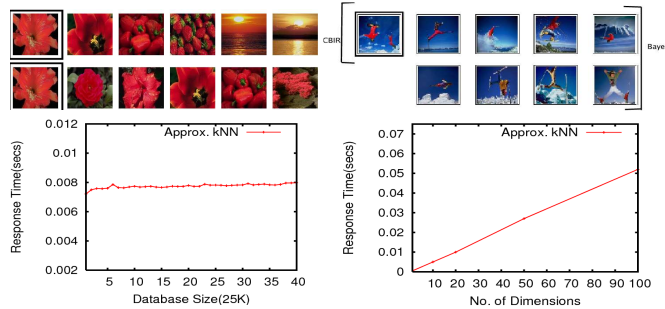 CBIR
Baye
0.012
0.01
0.008
0.006
0.004
0.002
Response Time(secs)
Approx. kNN
5 10 15 20 25 30 35 40
Database Size(25K)
0.07
0.06
0.05
0.04
0.03
0.02
0.01
0
Response Time(secs)
Approx. kNN
10 20 30 40 50 60 70 80 90 100
No. of Dimensions